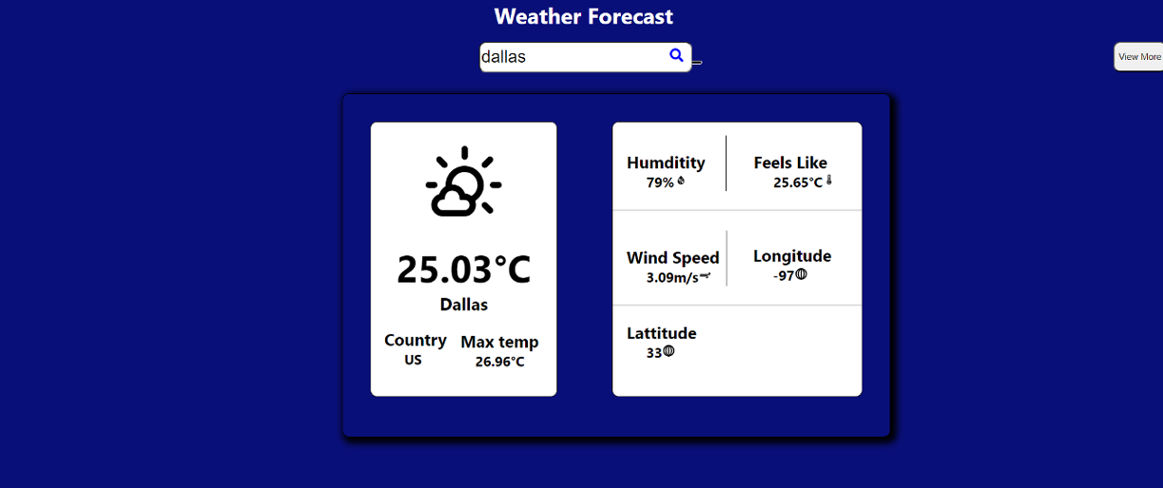 Weather Forecast
dallas
View More
25.03°C
Dallas
Country
US
Max temp
26.96°C
Humditity
79%
Feels Like
25.65°C
Wind Speed
3.09m/s
Longitude
-97
Lattitude
33